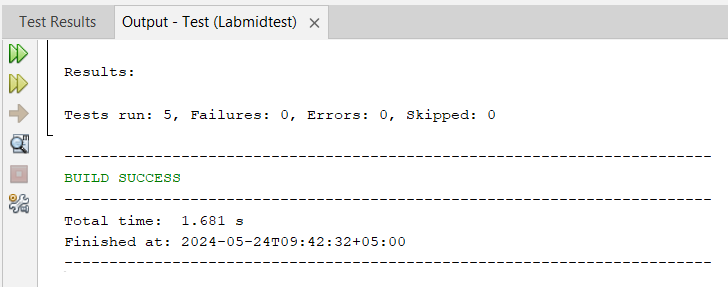 Test Results
Output - Test (Labmidtest) ×
Results:
Tests run: 5, Failures: 0, Errors: 0, Skipped: 0
------------------------------------------------------------------------
BUILD SUCCESS
------------------------------------------------------------------------
Total time:  1.681 s
Finished at: 2024-05-24T09:42:32+05:00
------------------------------------------------------------------------